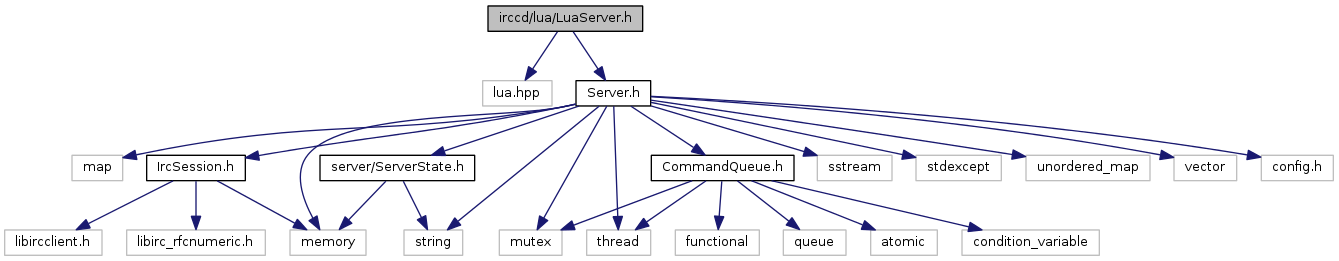 irccd/lua/LuaServer.h
lua.hpp
Server.h
map
IrcSession.h
server/ServerState.h
CommandQueue.h
sstream
stdexcept
unordered_map
vector
config.h
libircclient.h
libirc_rfcnumeric.h
memory
string
mutex
thread
functional
queue
atomic
condition_variable